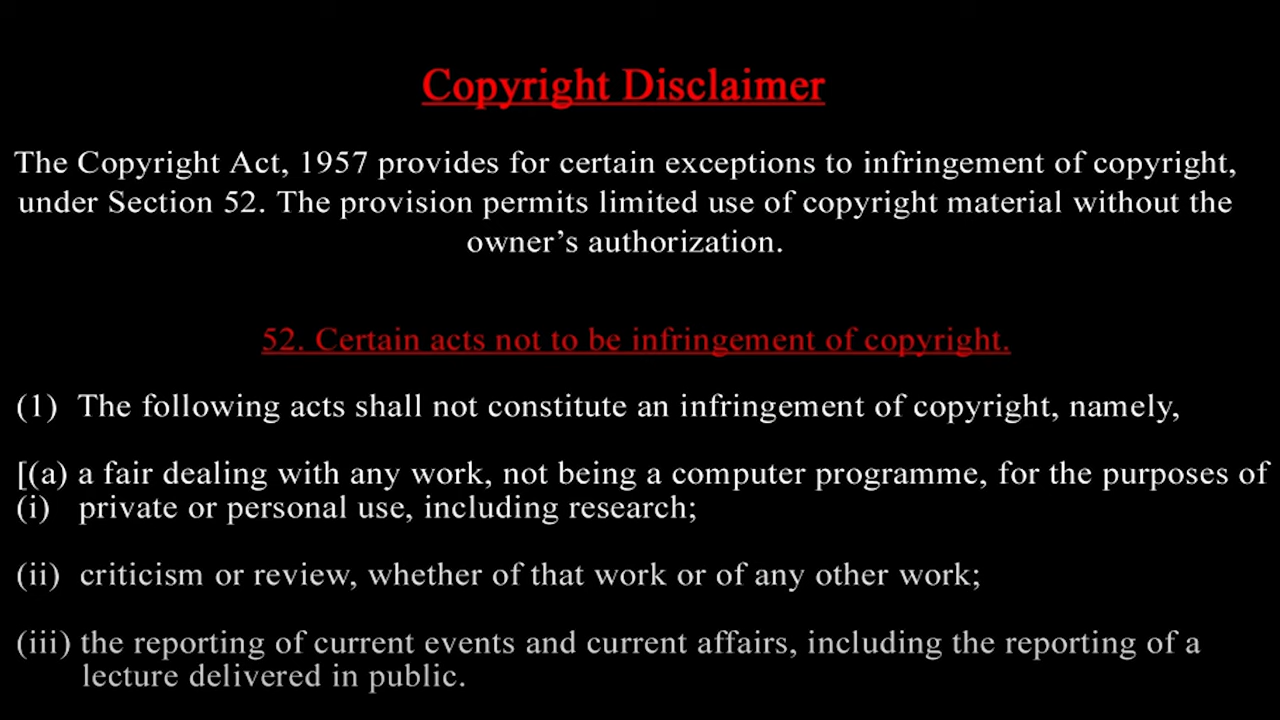 Copyright Disclaimer
The Copyright Act, 1957 provides for certain exceptions to infringement of copyright,
under Section 52. The provision permits limited use of copyright material without the
owner’s authorization.
52. Certain acts not to be infringement of copyright.
(1) The following acts shall not constitute an infringement of copyright, namely,
[(a) a fair dealing with any work, not being a computer programme, for the purposes of
(i) private or personal use, including research;
(ii) criticism or review, whether of that work or of any other work;
(iii) the reporting of current events and current affairs, including the reporting of a
lecture delivered in public.